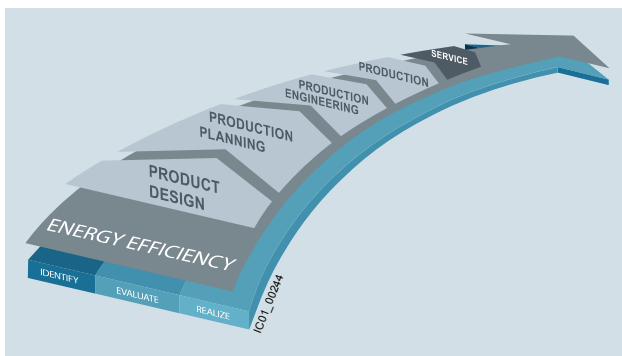 SERVICE
PRODUCTION
PRODUCTION
ENGINEERING
PRODUCTION
PLANNING
PRODUCT
DESIGN
ENERGY EFFICIENCY
IDENTIFY
EVALUATE
REALIZE
IC01_00244